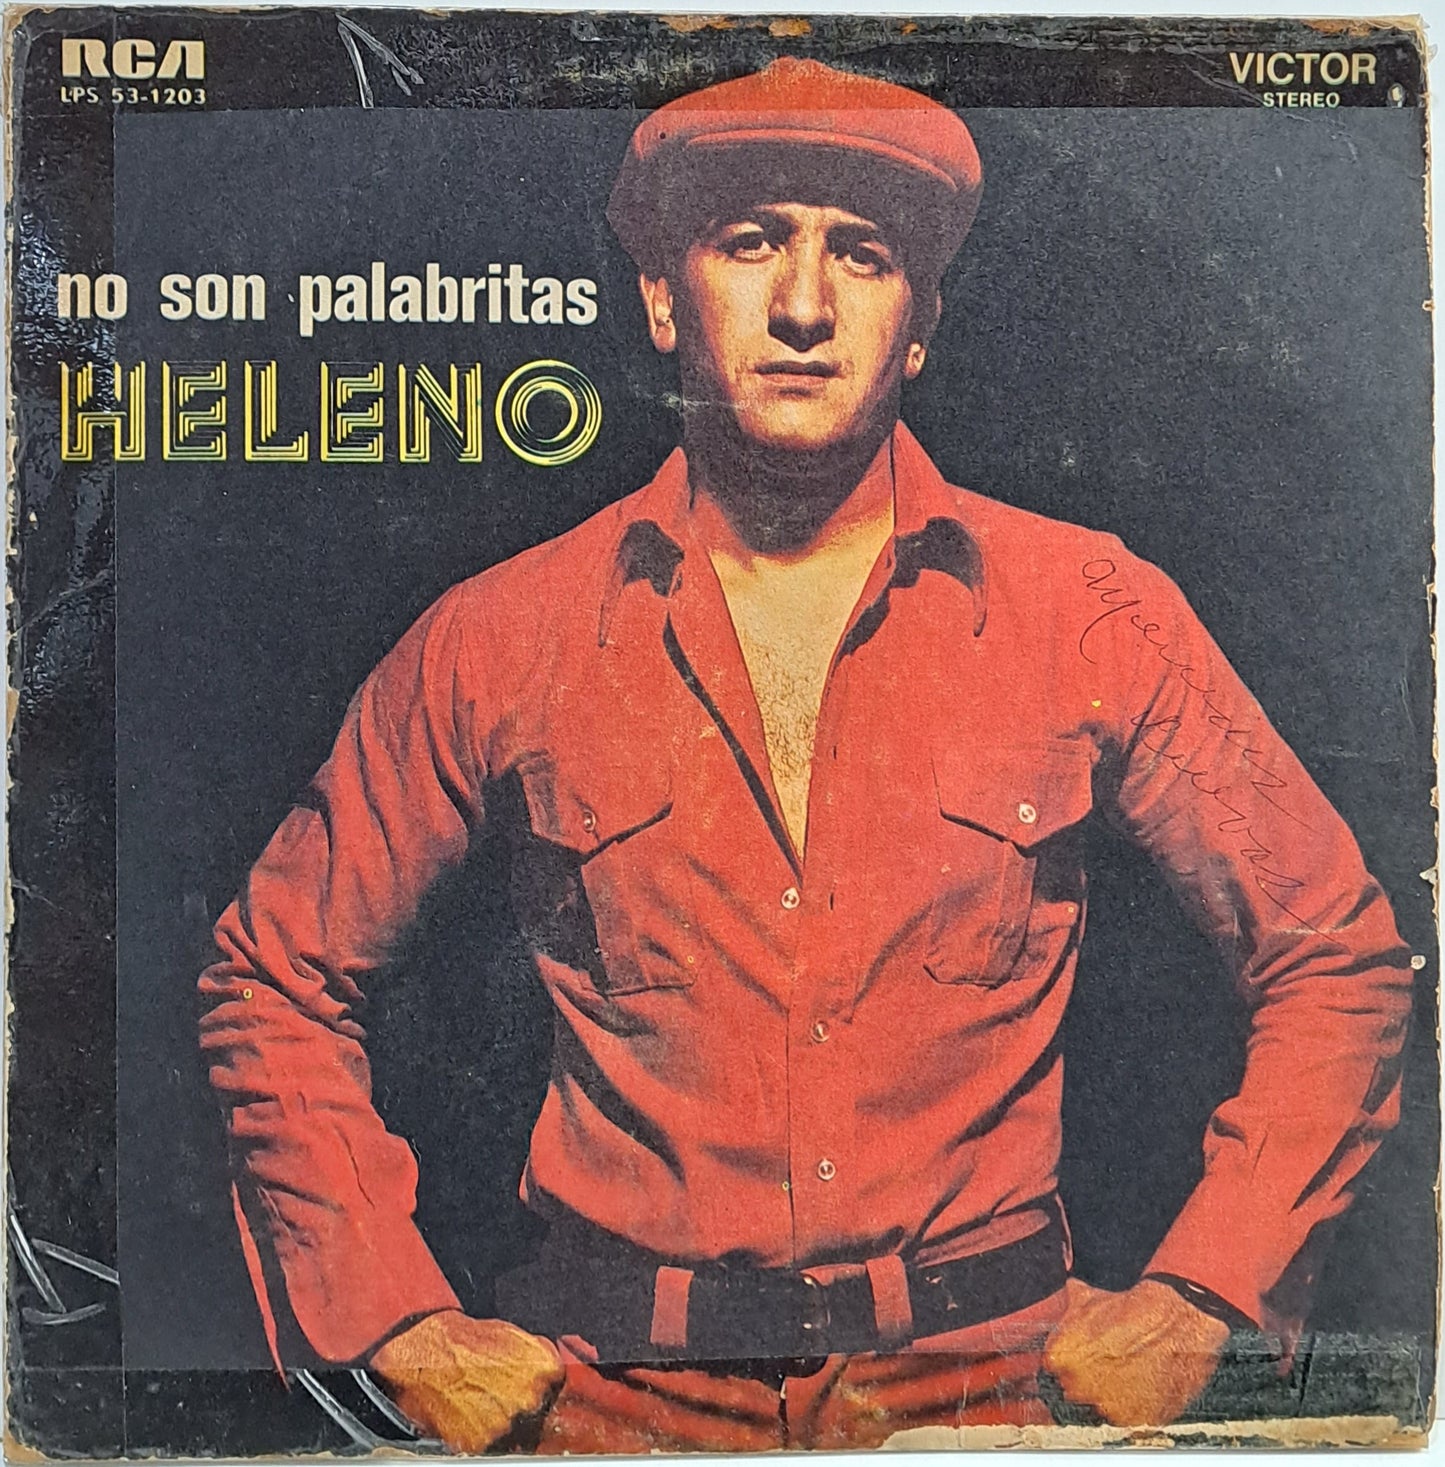 RCA
VICTOR
LPS 53-1203
STEREO
no son palabritas
HELENO